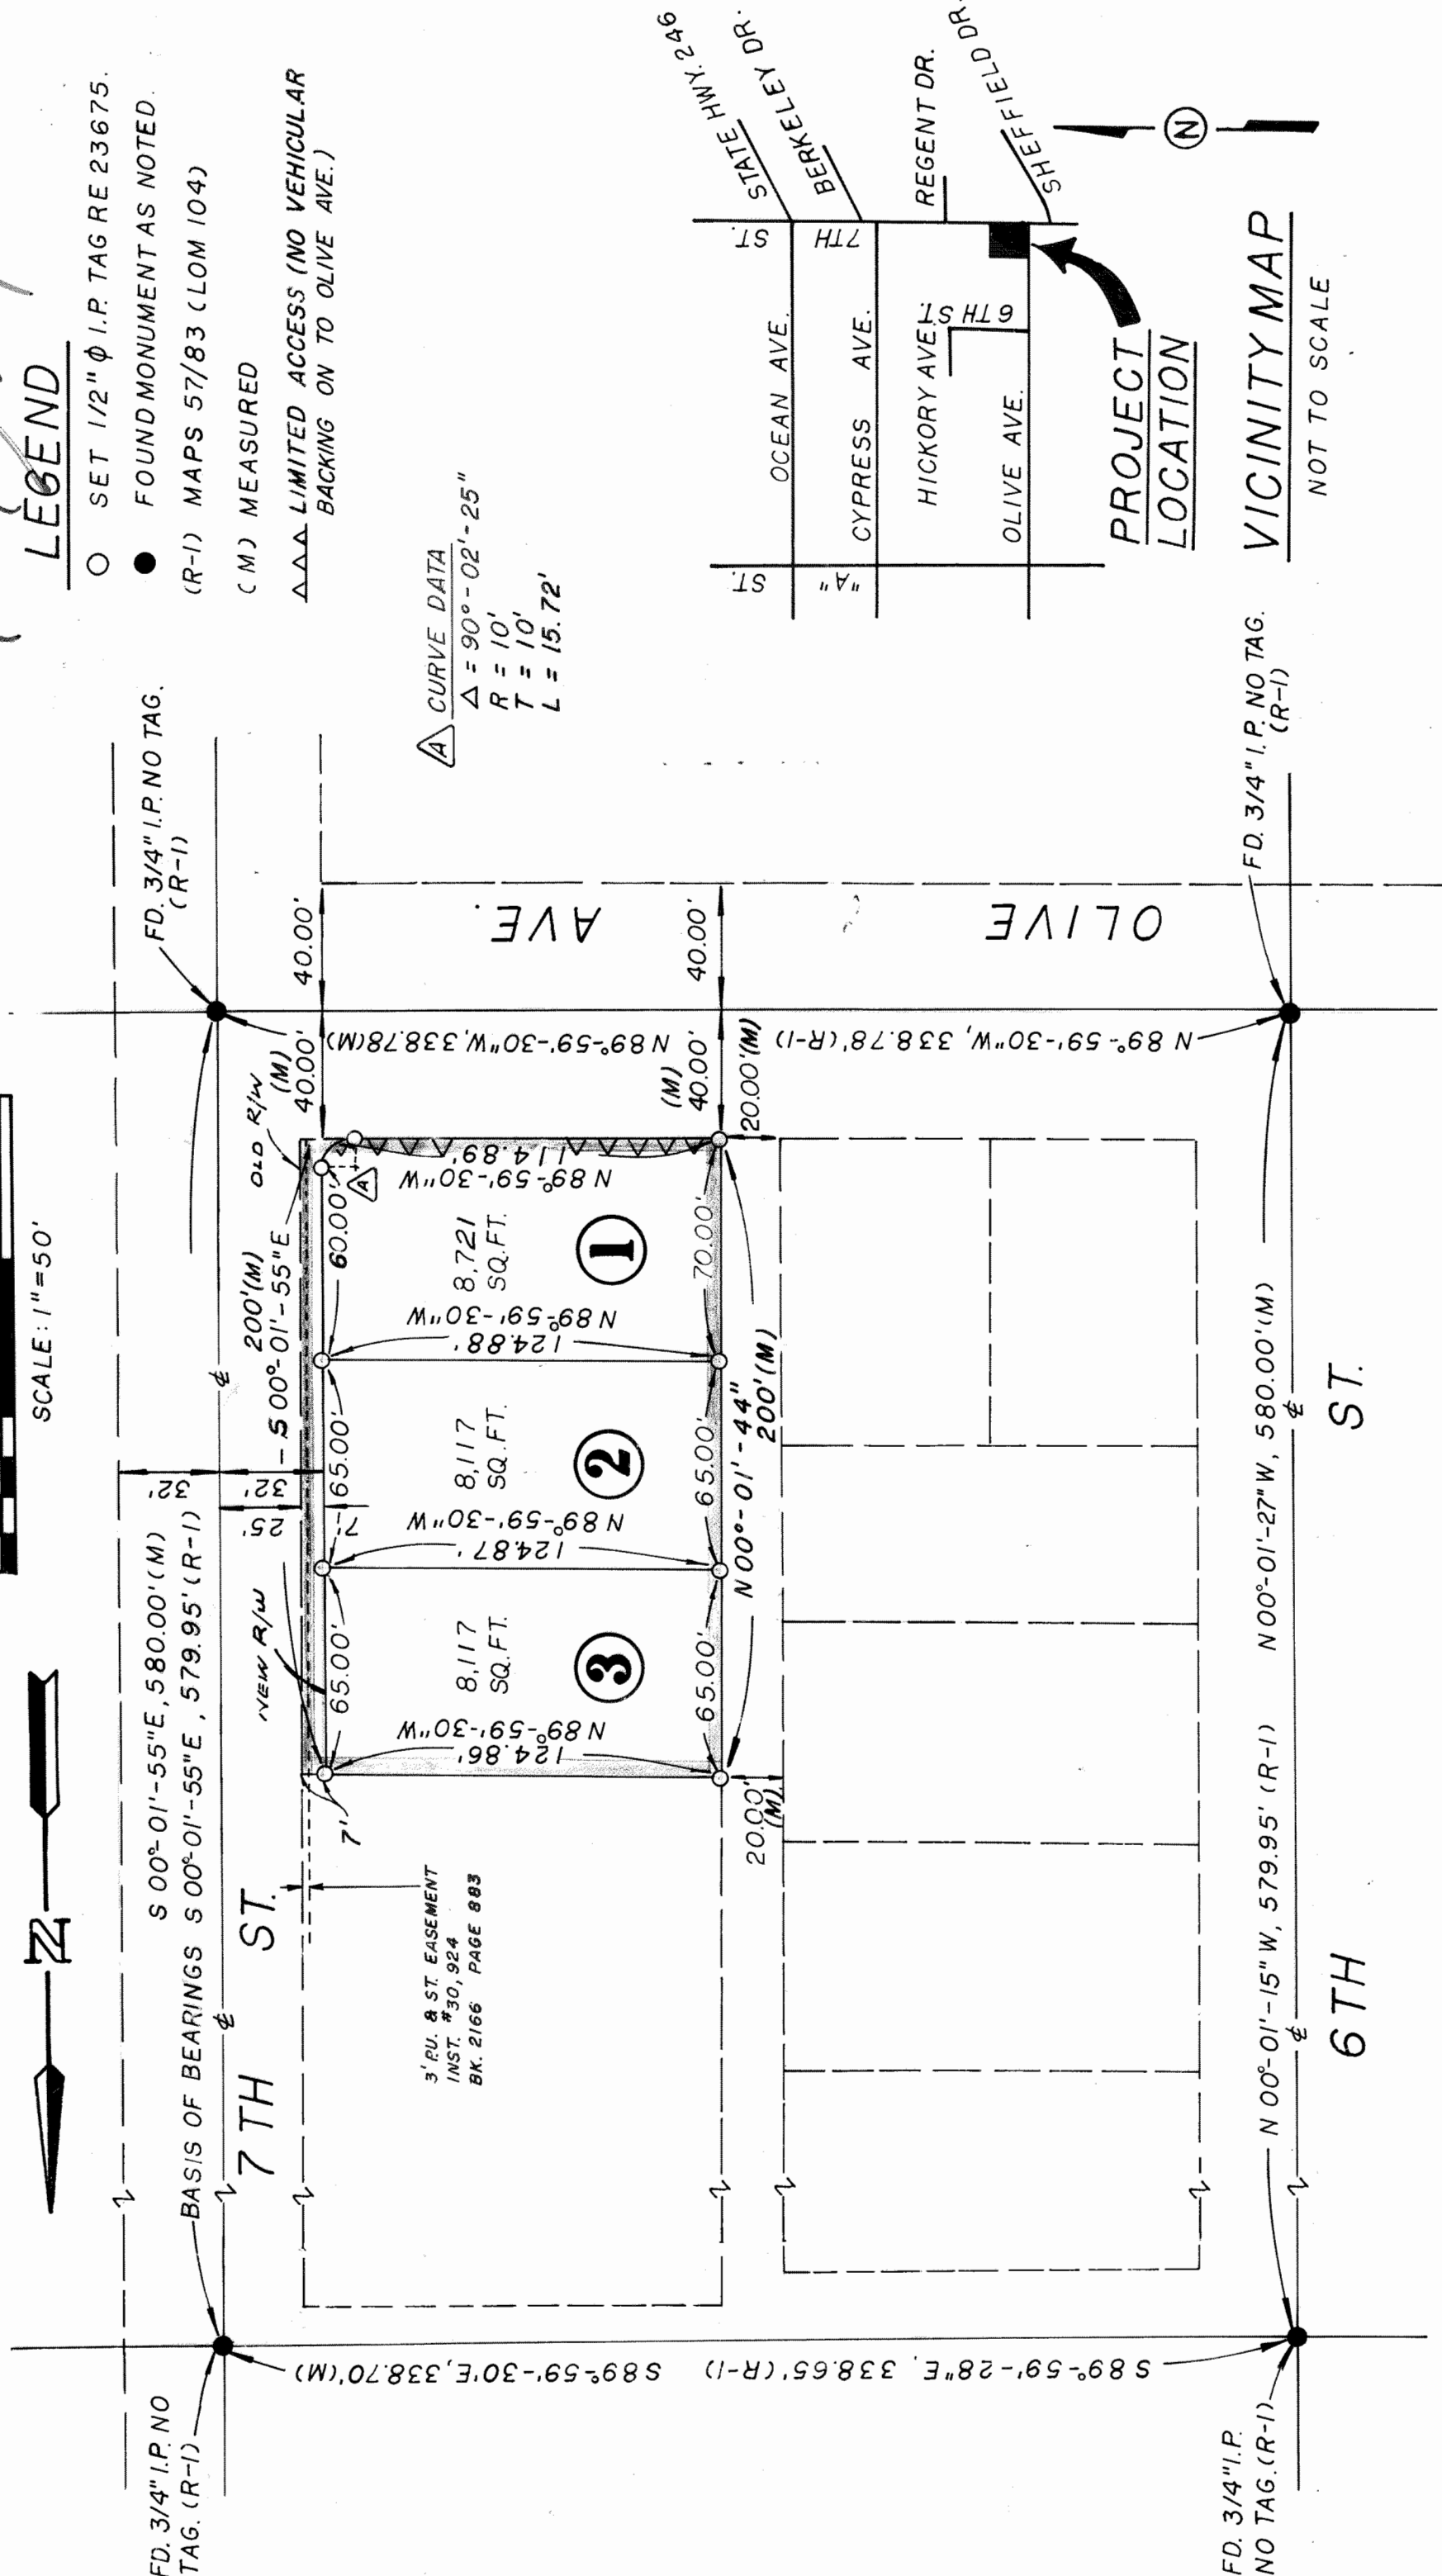 LEGEND
SET 1/2" ϕ I.P. TAG RE 23675.
FOUND MONUMENT AS NOTED.
(R-1) MAPS 57/83 (LOM 104)
(M) MEASURED
△△△ LIMITED ACCESS (NO VEHICULAR
BACKING ON TO OLIVE AVE.)
A CURVE DATA
Δ = 90°-02'-25"
R = 10'
T = 10'
L = 15.72'
STATE HWY. 246
BERKELEY DR.
REGENT DR.
SHEFFIELD DR.
7TH ST.
OCEAN AVE.
CYPRESS AVE.
HICKORY AVE.
6TH ST.
OLIVE AVE.
"A" ST.
PROJECT
LOCATION
N
VICINITY MAP
NOT TO SCALE
SCALE: 1"=50'
N
FD. 3/4" I.P. NO TAG.
(R-1)
FD. 3/4" I.P. NO TAG.
(R-1)
FD. 3/4" I.P. NO
TAG. (R-1)
FD. 3/4" I.P.
NO TAG. (R-1)
S 00°-01'-55"E, 580.00' (M)
BASIS OF BEARINGS S 00°-01'-55"E, 579.95' (R-1)
7TH ST.
32'
32'
25'
7'
200'(M)
S 00°-01'-55"E
OLD R/W
NEW R/W
7'
40.00'
40.00'
(M)
N 89°-59'-30"W, 338.78(M)
N 89°-59'-30"W, 338.78' (R-1)
40.00'
40.00'
(M)
20.00'(M)
OLIVE AVE.
60.00'
A
114.89'
N 89°-59'-30"W
8,721
SQ.FT.
1
70.00'
N 89°-59'-30"W
124.88'
65.00'
8,117
SQ.FT.
2
65.00'
N 89°-59'-30"W
124.87'
65.00'
8,117
SQ.FT.
3
65.00'
N 89°-59'-30"W
124.86'
N 00°-01'-44"
200'(M)
20.00'
(M)
3' P.U. & ST. EASEMENT
INST. #30,924
BK. 2166 PAGE 883
S 89°-59'-30'E, 338.70'(M)
S 89°-59'-28"E, 338.65' (R-1)
N 00°-01'-15"W, 579.95' (R-1)
N 00°-01'-27"W, 580.00'(M)
6TH ST.